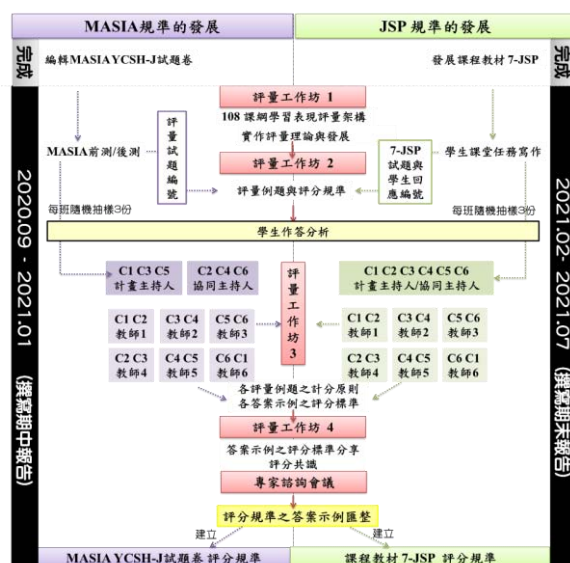 MASIA規準的發展
JSP 規準的發展
完成
編輯MASIA YCSH-J試題卷
發展課程教材 7-JSP
完成
評量工作坊 1
108 課綱學習表現評量架構
實作評量理論與發展
評量試題編號
MASIA前測/後測
7-JSP
試題與學生回應編號
學生課堂任務寫作
評量工作坊 2
評量例題與評分規準
每班隨機抽樣3份
每班隨機抽樣3份
學生作答分析
C1 C3 C5
計畫主持人
C2 C4 C6
協同主持人
評量工作坊 3
C1 C2 C3 C4 C5 C6
計畫主持人/協同主持人
C1 C2
教師1
C3 C4
教師2
C5 C6
教師3
C1 C2
教師1
C3 C4
教師2
C5 C6
教師3
C2 C3
教師4
C4 C5
教師5
C6 C1
教師6
C2 C3
教師4
C4 C5
教師5
C6 C1
教師6
各評量例題之計分原則
各答案示例之評分標準
評量工作坊 4
答案示例之評分標準分享
評分共識
專家諮詢會議
評分規準之答案示例匯整
建立
建立
MASIA YCSH-J試題卷 評分規準
課程教材 7-JSP 評分規準
2020.09 - 2021.01 (撰寫期中報告)
2021.02- 2021.07 (撰寫期末報告)